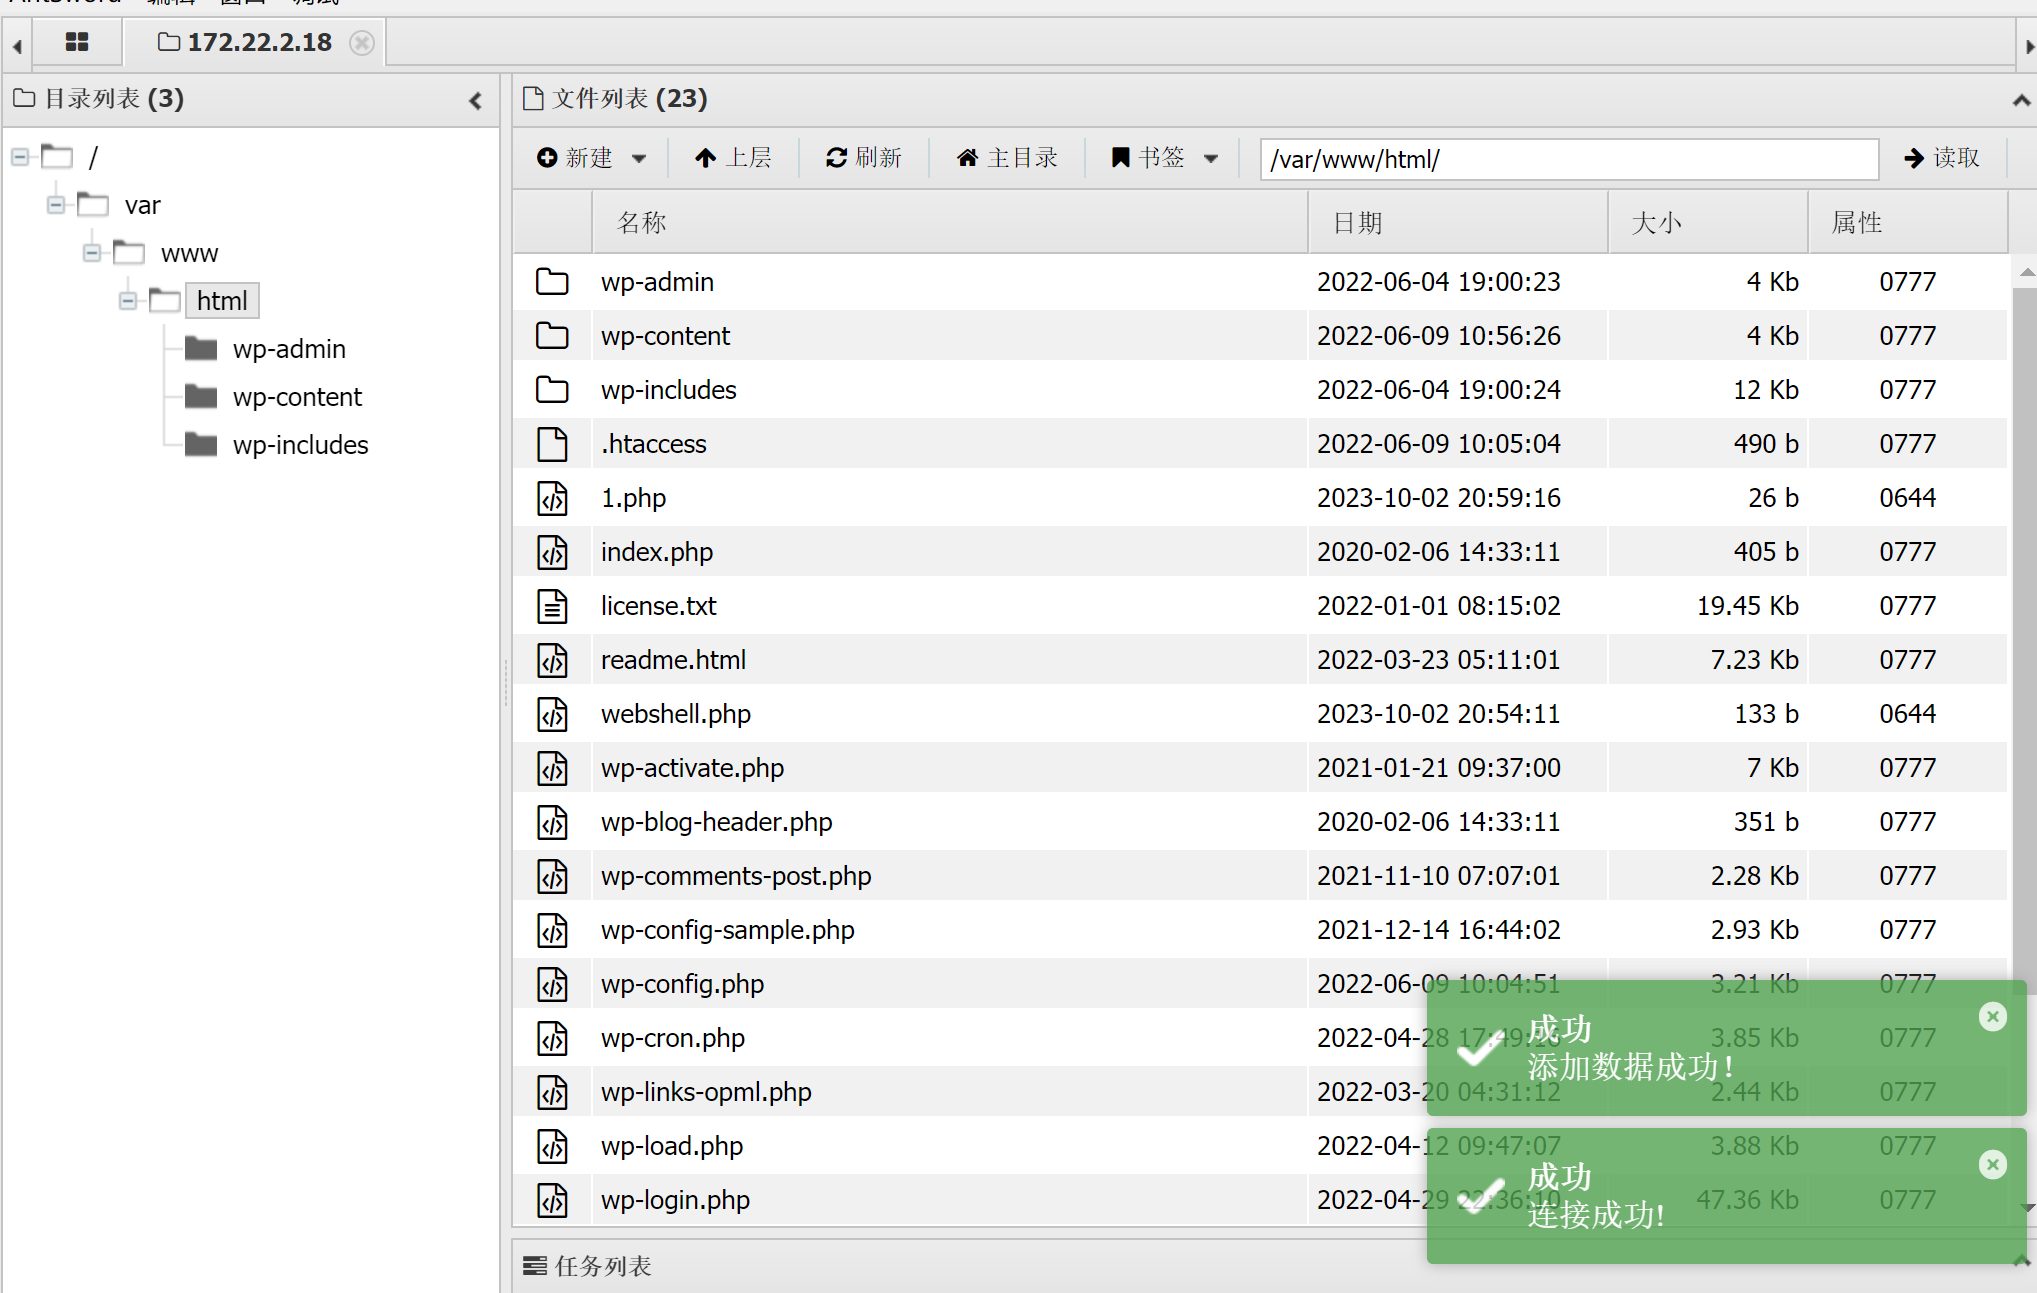 AntSword 编辑 窗口 调试
172.22.2.18
目录列表 (3)
/
var
www
html
wp-admin
wp-content
wp-includes
文件列表 (23)
新建 上层 刷新 主目录 书签 /var/www/html/ 读取
名称 日期 大小 属性
wp-admin 2022-06-04 19:00:23 4 Kb 0777
wp-content 2022-06-09 10:56:26 4 Kb 0777
wp-includes 2022-06-04 19:00:24 12 Kb 0777
.htaccess 2022-06-09 10:05:04 490 b 0777
1.php 2023-10-02 20:59:16 26 b 0644
index.php 2020-02-06 14:33:11 405 b 0777
license.txt 2022-01-01 08:15:02 19.45 Kb 0777
readme.html 2022-03-23 05:11:01 7.23 Kb 0777
webshell.php 2023-10-02 20:54:11 133 b 0644
wp-activate.php 2021-01-21 09:37:00 7 Kb 0777
wp-blog-header.php 2020-02-06 14:33:11 351 b 0777
wp-comments-post.php 2021-11-10 07:07:01 2.28 Kb 0777
wp-config-sample.php 2021-12-14 16:44:02 2.93 Kb 0777
wp-config.php 2022-06-09 10:04:51 3.21 Kb 0777
wp-cron.php 2022-04-28 17:49:16 3.85 Kb 0777
wp-links-opml.php 2022-03-20 04:31:12 2.44 Kb 0777
wp-load.php 2022-04-12 09:47:07 3.88 Kb 0777
wp-login.php 2022-04-29 22:36:10 47.36 Kb 0777
成功
添加数据成功！
成功
连接成功!
任务列表